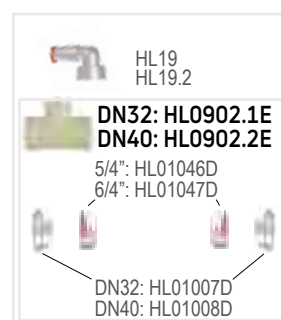 HL19
HL19.2
DN32: HL0902.1E
DN40: HL0902.2E
5/4”: HL01046D
6/4”: HL01047D
DN32: HL01007D
DN40: HL01008D